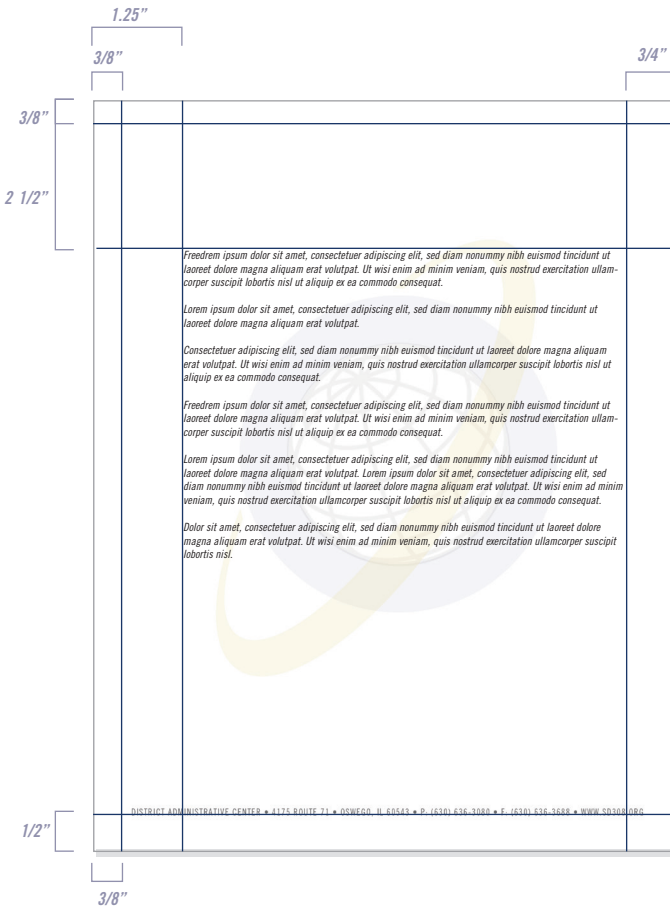 1.25”
3/8”
3/4”
3/8”
2 1/2”
Freedrem ipsum dolor sit amet, consectetuer adipiscing elit, sed diam nonummy nibh euismod tincidunt ut
laoreet dolore magna aliquam erat volutpat. Ut wisi enim ad minim veniam, quis nostrud exercitation ullam-
corper suscipit lobortis nisl ut aliquip ex ea commodo consequat.
Lorem ipsum dolor sit amet, consectetuer adipiscing elit, sed diam nonummy nibh euismod tincidunt ut
laoreet dolore magna aliquam erat volutpat.
Consectetuer adipiscing elit, sed diam nonummy nibh euismod tincidunt ut laoreet dolore magna aliquam
erat volutpat. Ut wisi enim ad minim veniam, quis nostrud exercitation ullamcorper suscipit lobortis nisl ut
aliquip ex ea commodo consequat.
Freedrem ipsum dolor sit amet, consectetuer adipiscing elit, sed diam nonummy nibh euismod tincidunt ut
laoreet dolore magna aliquam erat volutpat. Ut wisi enim ad minim veniam, quis nostrud exercitation ullam-
corper suscipit lobortis nisl ut aliquip ex ea commodo consequat.
Lorem ipsum dolor sit amet, consectetuer adipiscing elit, sed diam nonummy nibh euismod tincidunt ut
laoreet dolore magna aliquam erat volutpat. Lorem ipsum dolor sit amet, consectetuer adipiscing elit, sed
diam nonummy nibh euismod tincidunt ut laoreet dolore magna aliquam erat volutpat. Ut wisi enim ad minim
veniam, quis nostrud exercitation ullamcorper suscipit lobortis nisl ut aliquip ex ea commodo consequat.
Dolor sit amet, consectetuer adipiscing elit, sed diam nonummy nibh euismod tincidunt ut laoreet dolore
magna aliquam erat volutpat. Ut wisi enim ad minim veniam, quis nostrud exercitation ullamcorper suscipit
lobortis nisl.
DISTRICT ADMINISTRATIVE CENTER • 4175 ROUTE 71 • OSWEGO, IL 60543 • P: (630) 636-3080 • F: (630) 636-3688 • WWW.SD308.ORG
1/2”
3/8”